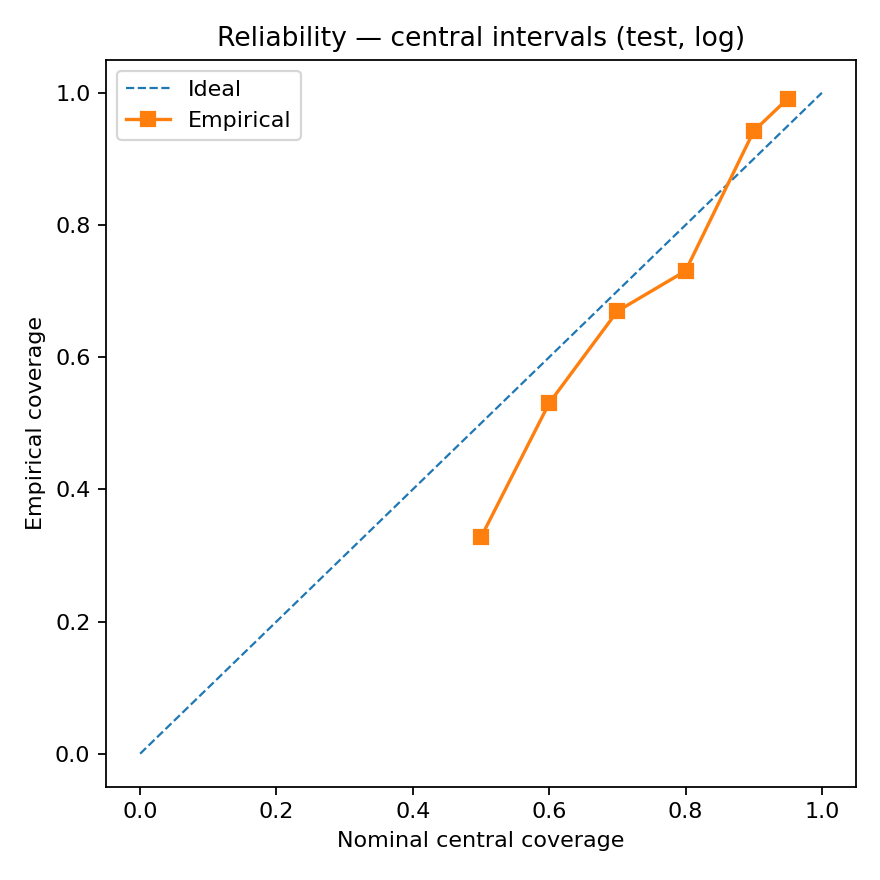 Reliability — central intervals (test, log)
Ideal
Empirical
1.0
0.8
0.6
0.4
0.2
0.0
Empirical coverage
0.0 0.2 0.4 0.6 0.8 1.0
Nominal central coverage